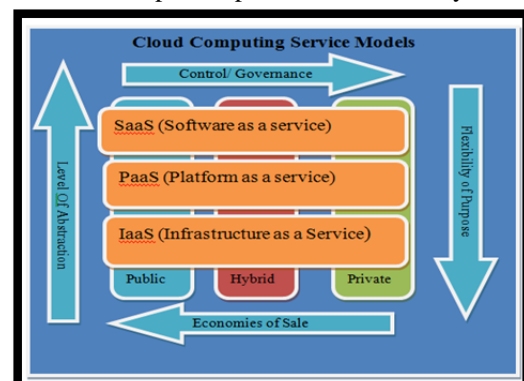 Cloud Computing Service Models
Control/ Governance
Level Of Abstraction
SaaS (Software as a service)
PaaS (Platform as a service)
IaaS (Infrastructure as a Service)
Public
Hybrid
Private
Flexibility of Purpose
Economies of Sale